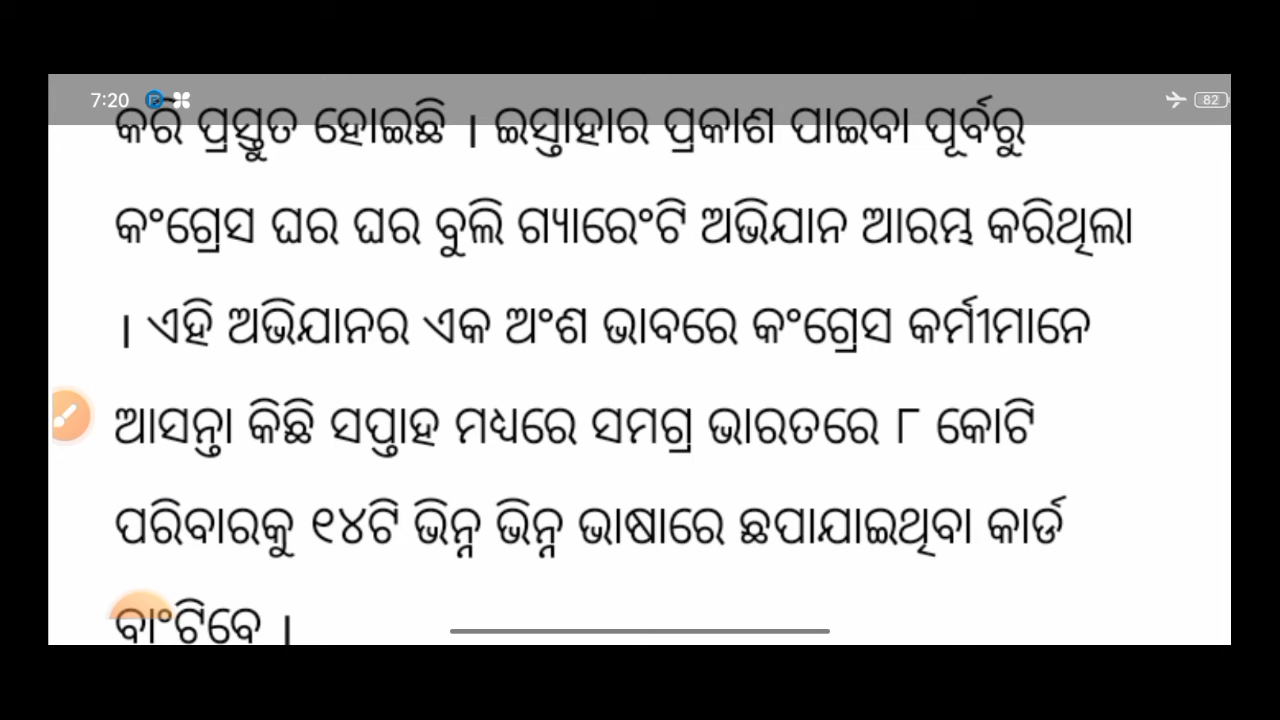 7:20
82
କରି ପ୍ରସ୍ତୁତ ହୋଇଛି । ଇସ୍ତାହାର ପ୍ରକାଶ ପାଇବା ପୂର୍ବରୁ
କଂଗ୍ରେସ ଘର ଘର ବୁଲି ଗ୍ୟାରେଂଟି ଅଭିଯାନ ଆରମ୍ଭ କରିଥିଲା
। ଏହି ଅଭିଯାନର ଏକ ଅଂଶ ଭାବରେ କଂଗ୍ରେସ କର୍ମୀମାନେ
ଆସନ୍ତା କିଛି ସପ୍ତାହ ମଧ୍ୟରେ ସମଗ୍ର ଭାରତରେ ୮ କୋଟି
ପରିବାରକୁ ୧୪ଟି ଭିନ୍ନ ଭିନ୍ନ ଭାଷାରେ ଛପାଯାଇଥିବା କାର୍ଡ
ବାଂଟିବେ ।